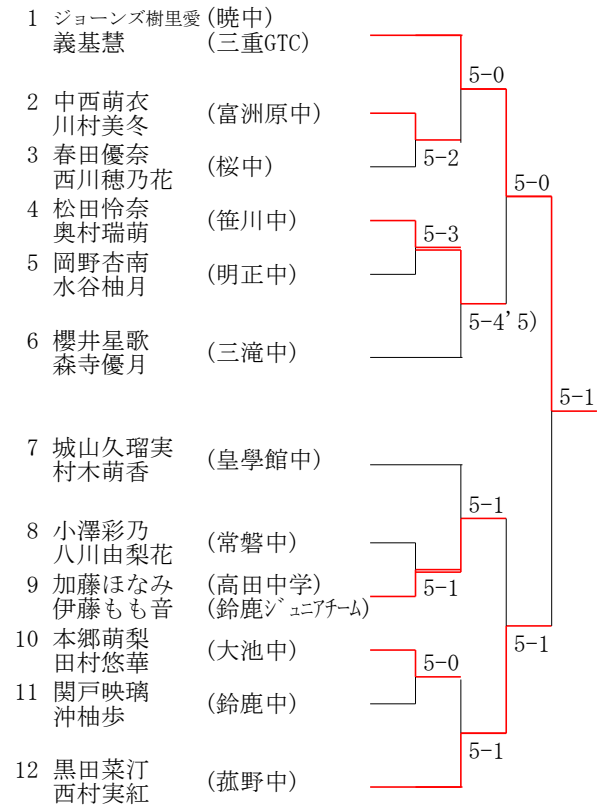 1 ジョーンズ樹里愛 (暁中)
義基慧 (三重GTC)
5-0
2 中西萌衣
川村美冬
(富洲原中)
5-2
3 春田優奈
西川穂乃花
(桜中)
5-0
4 松田怜奈
奥村瑞萌
(笹川中)
5-3
5 岡野杏南
水谷柚月
(明正中)
5-4'5)
6 櫻井星歌
森寺優月
(三滝中)
5-1
7 城山久瑠実
村木萌香
(皇學館中)
5-1
8 小澤彩乃
八川由梨花
(常磐中)
9 加藤ほなみ (高田中学)
伊藤もも音 (鈴鹿ジュニアチーム)
5-1
10 本郷萌梨
田村悠華
(大池中)
5-0
5-1
11 関戸映璃
沖柚歩
(鈴鹿中)
5-1
12 黒田菜汀
西村実紅
(菰野中)